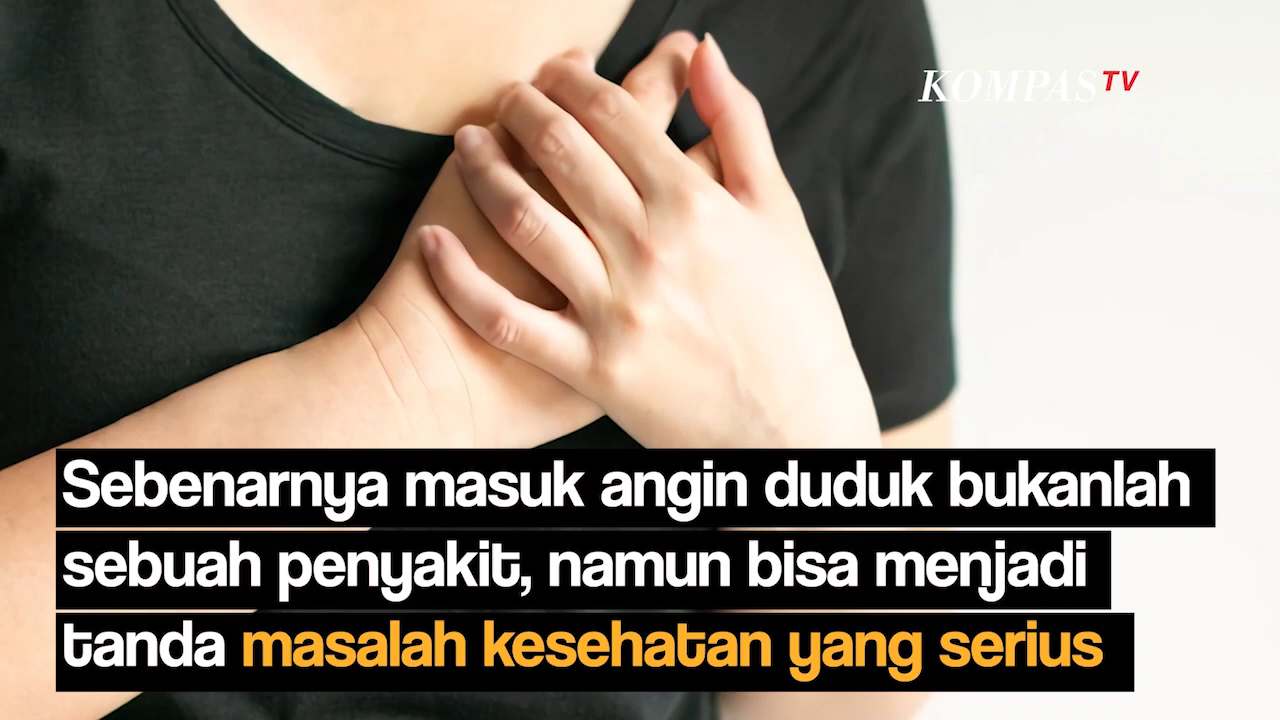 KOMPASTV
Sebenarnya masuk angin duduk bukanlah
sebuah penyakit, namun bisa menjadi
tanda masalah kesehatan yang serius